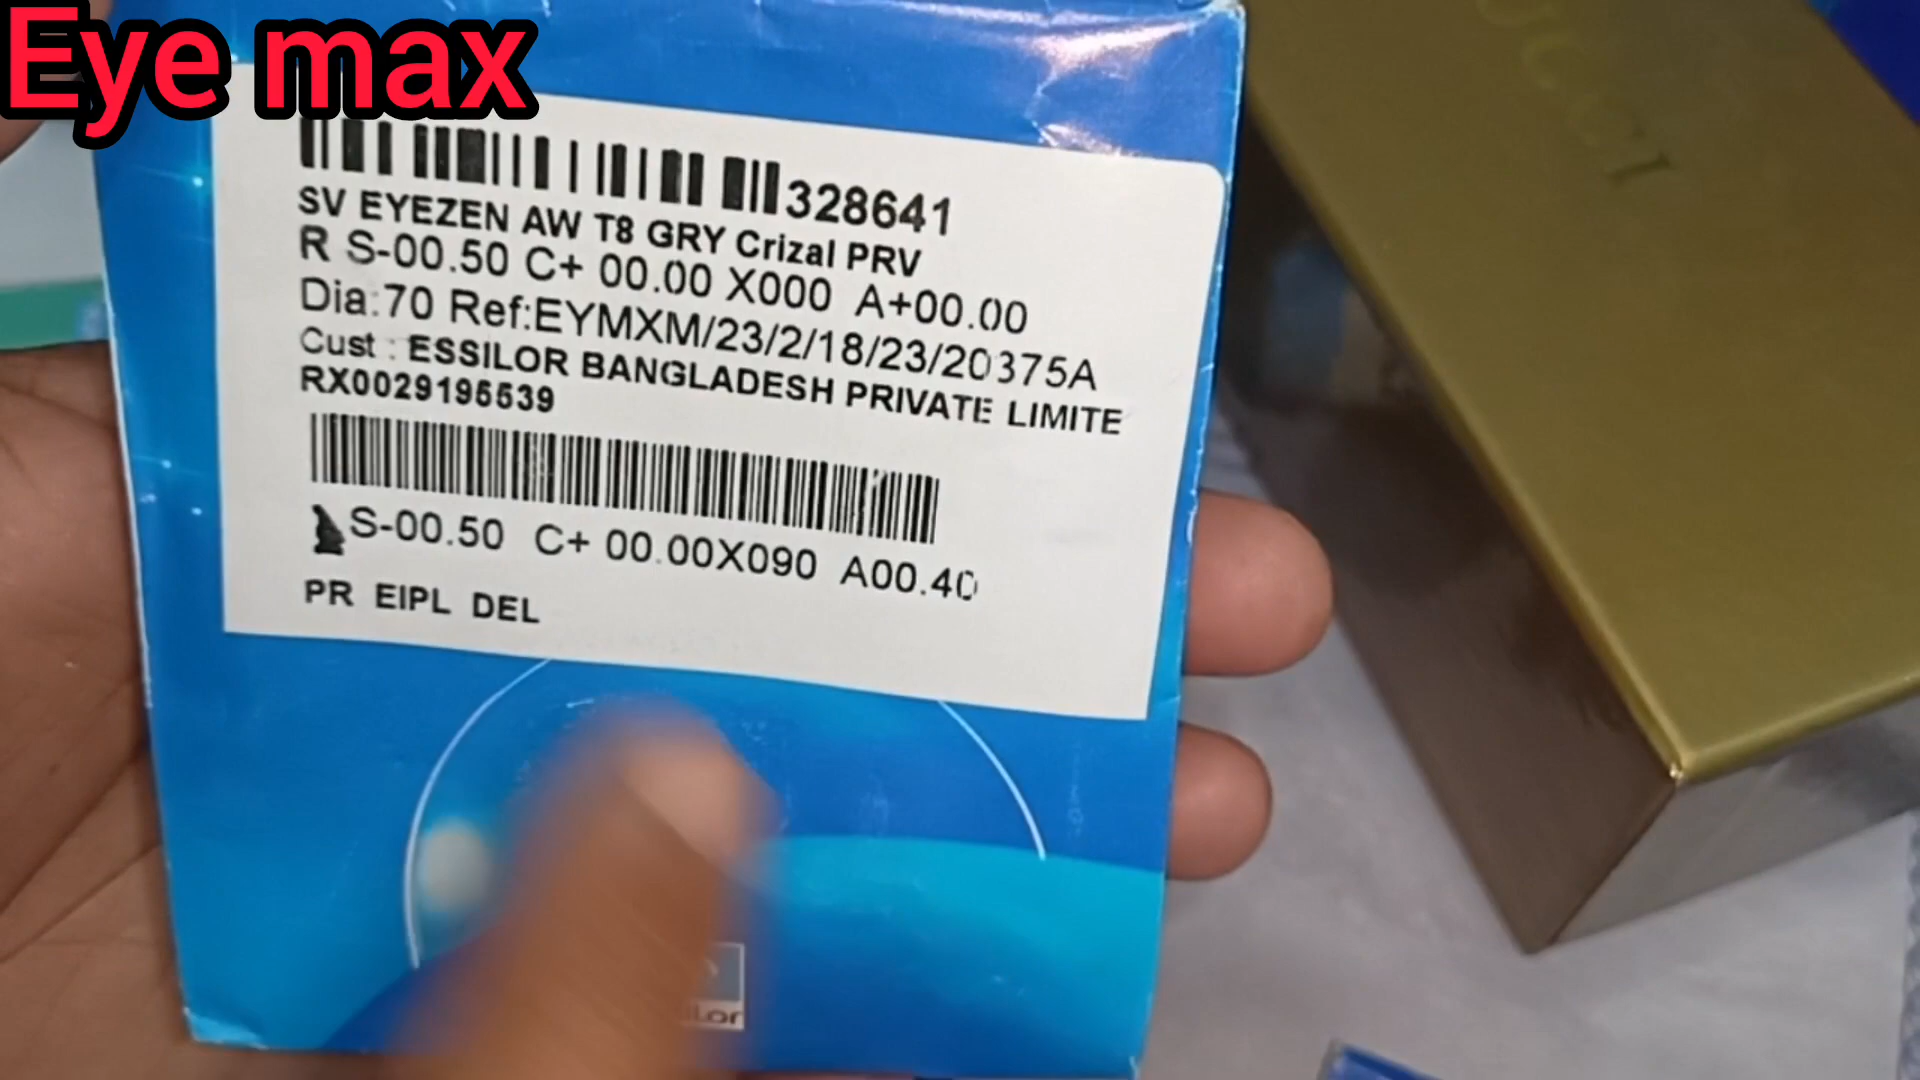 Eye max
328641
SV EYEZEN AW T8 GRY Crizal PRV
R S-00.50 C+ 00.00 X000 A+00.00
Dia:70 Ref:EYMXM/23/2/18/23/20375A
Cust : ESSILOR BANGLADESH PRIVATE LIMITE
RX0029195539
S-00.50 C+ 00.00X090 A00.40
PR EIPL DEL